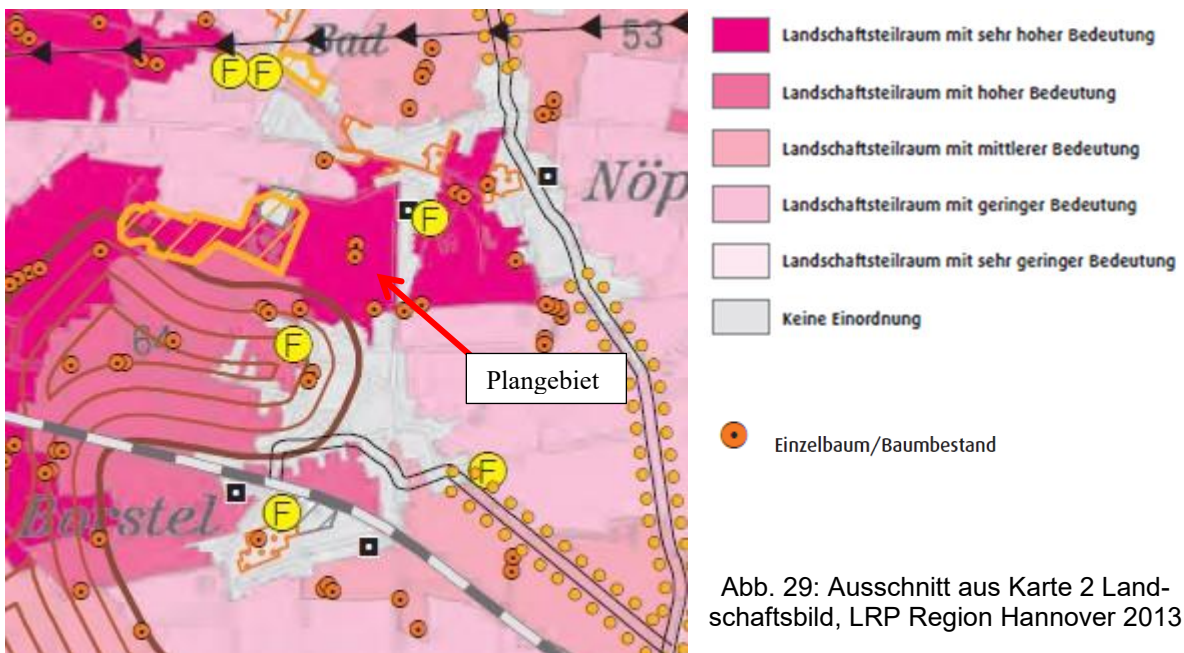 Bad
53
F F
Nöp
F
64
F
Plangebiet
F
Borstel
F
Landschaftsteilraum mit sehr hoher Bedeutung
Landschaftsteilraum mit hoher Bedeutung
Landschaftsteilraum mit mittlerer Bedeutung
Landschaftsteilraum mit geringer Bedeutung
Landschaftsteilraum mit sehr geringer Bedeutung
Keine Einordnung
Einzelbaum/Baumbestand
Abb. 29: Ausschnitt aus Karte 2 Land-
schaftsbild, LRP Region Hannover 2013